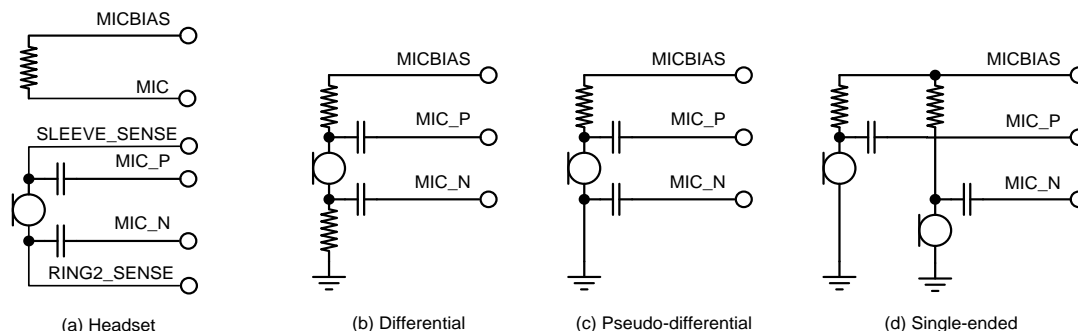 MICBIAS
MIC
SLEEVE_SENSE
MIC_P
MIC_N
RING2_SENSE
(a) Headset
MICBIAS
MIC_P
MIC_N
(b) Differential
MICBIAS
MIC_P
MIC_N
(c) Pseudo-differential
MICBIAS
MIC_P
MIC_N
(d) Single-ended